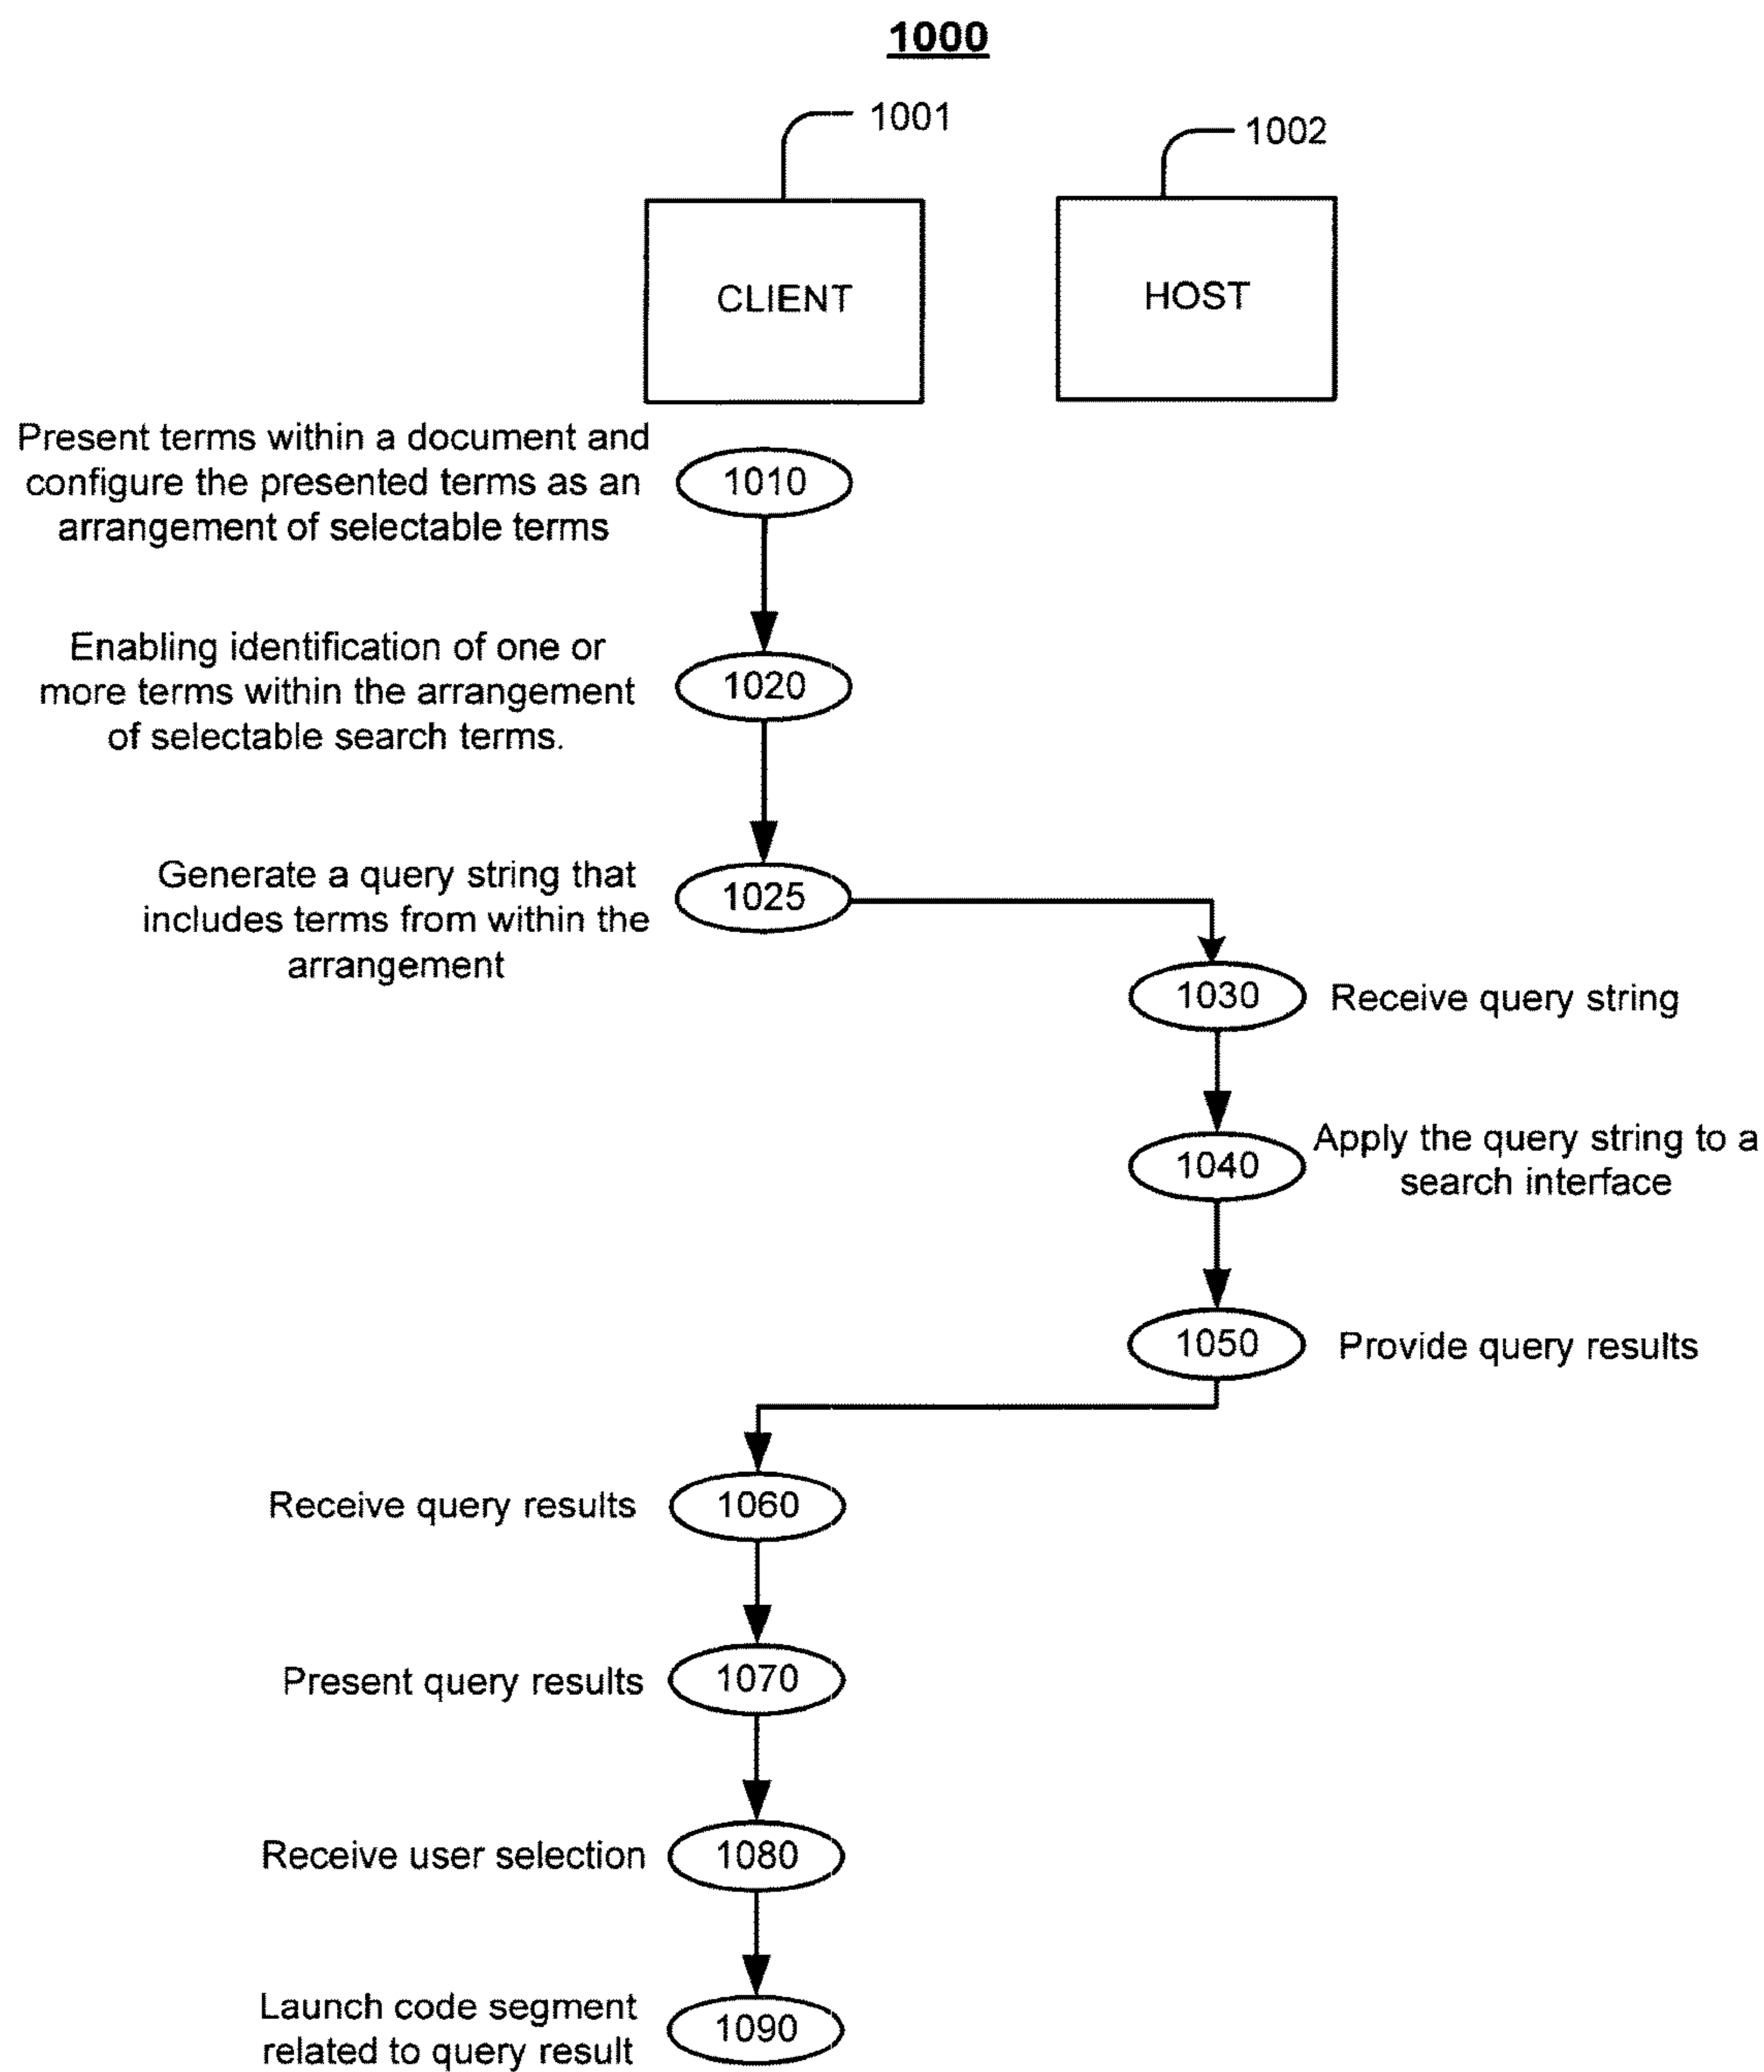 1000
1001
1002
CLIENT
HOST
Present terms within a document and
configure the presented terms as an
arrangement of selectable terms
1010
Enabling identification of one or
more terms within the arrangement
of selectable search terms.
1020
Generate a query string that
includes terms from within the
arrangement
1025
1030
Receive query string
1040
Apply the query string to a
search interface
1050
Provide query results
Receive query results
1060
Present query results
1070
Receive user selection
1080
Launch code segment
related to query result
1090